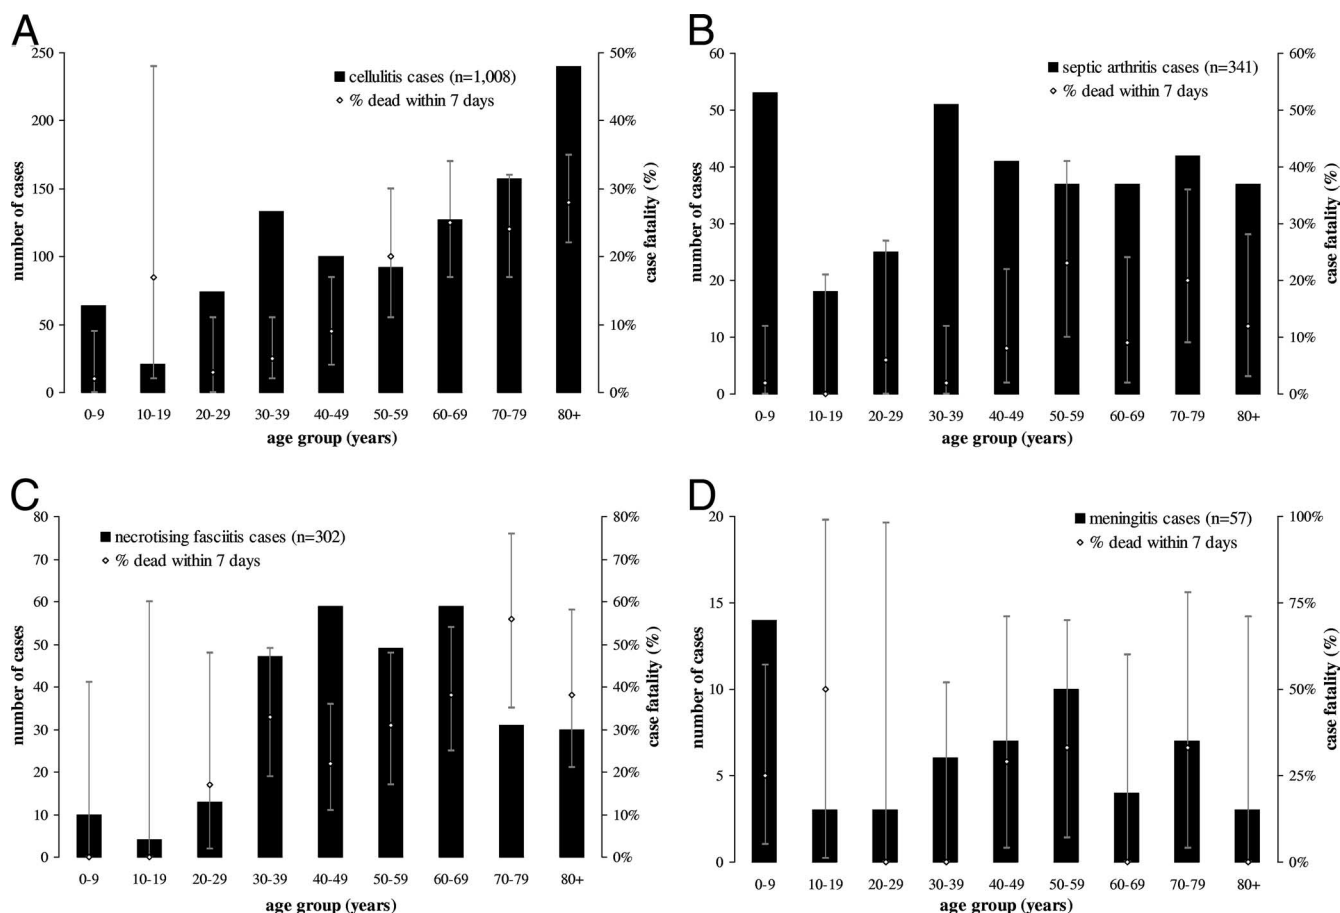 A
250
200
150
100
50
0
number of cases
cellulitis cases (n=1,008)
% dead within 7 days
50%
40%
30%
20%
10%
0%
case fatality (%)
0-9 10-19 20-29 30-39 40-49 50-59 60-69 70-79 80+
age group (years)
B
60
50
40
30
20
10
0
number of cases
septic arthritis cases (n=341)
% dead within 7 days
60%
50%
40%
30%
20%
10%
0%
case fatality (%)
0-9 10-19 20-29 30-39 40-49 50-59 60-69 70-79 80+
age group (years)
C
80
70
60
50
40
30
20
10
0
number of cases
necrotising fasciitis cases (n=302)
% dead within 7 days
80%
70%
60%
50%
40%
30%
20%
10%
0%
case fatality (%)
0-9 10-19 20-29 30-39 40-49 50-59 60-69 70-79 80+
age group (years)
D
20
15
10
5
0
number of cases
meningitis cases (n=57)
% dead within 7 days
100%
75%
50%
25%
0%
case fatality (%)
0-9 10-19 20-29 30-39 40-49 50-59 60-69 70-79 80+
age group (years)